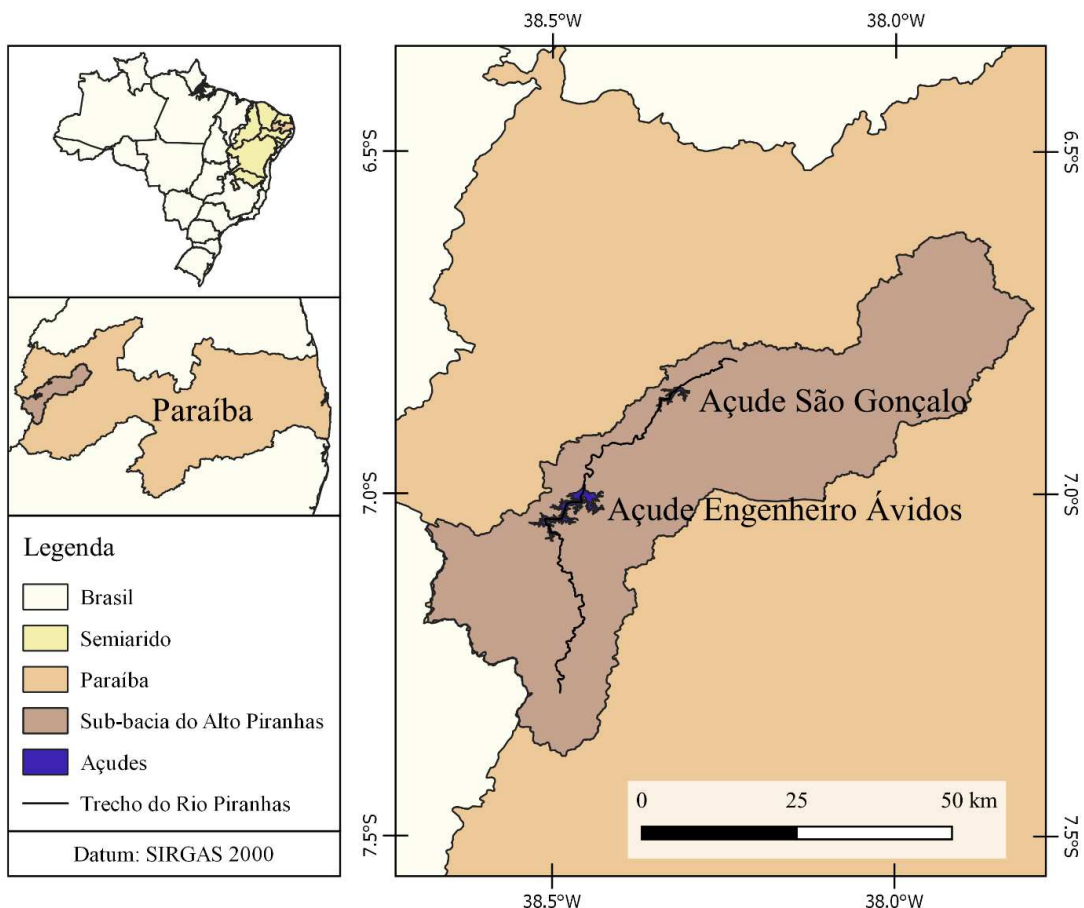 38.5°W
38.0°W
6.5°S
6.5°S
Açude São Gonçalo
Paraíba
7.0°S
7.0°S
Açude Engenheiro Ávidos
Legenda
Brasil
Semiarido
Paraíba
Sub-bacia do Alto Piranhas
Açudes
Trecho do Rio Piranhas
0
25
50 km
7.5°S
7.5°S
Datum: SIRGAS 2000
38.5°W
38.0°W